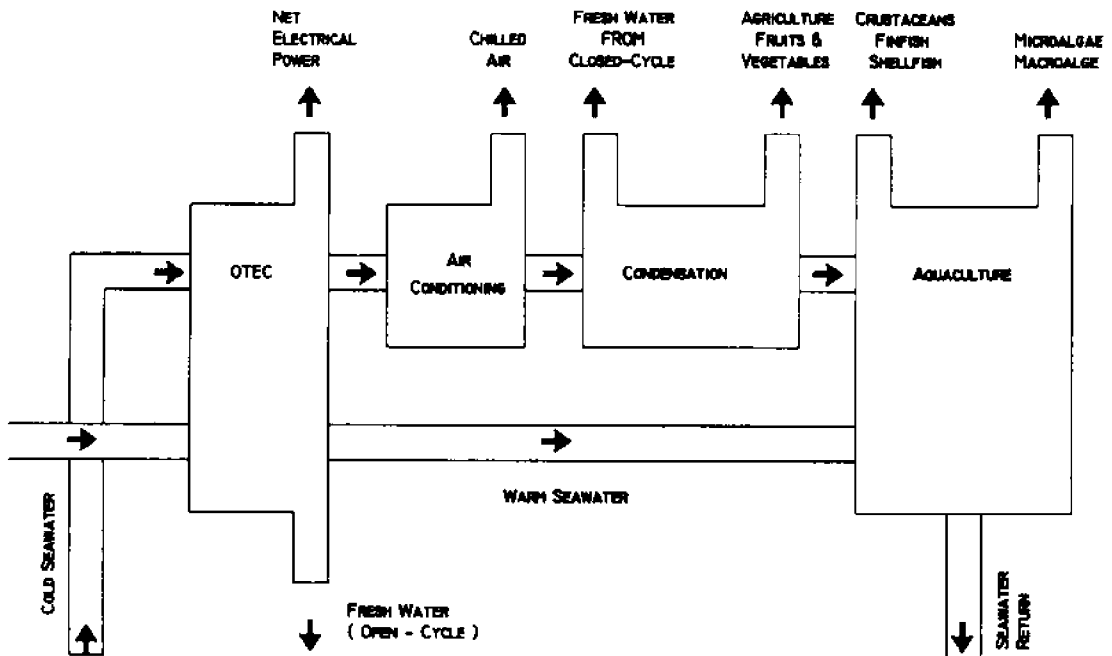 NET
ELECTRICAL
POWER
CHILLED
AIR
FRESH WATER
FROM
CLOSED-CYCLE
AGRICULTURE
FRUITS &
VEGETABLES
CRUSTACEANS
FINFISH
SHELLFISH
MICROALGAE
MACROALGE
OTEC
AIR
CONDITIONING
CONDENSATION
AQUACULTURE
WARM SEAWATER
COLD SEAWATER
FRESH WATER
( OPEN - CYCLE )
SEAWATER
RETURN